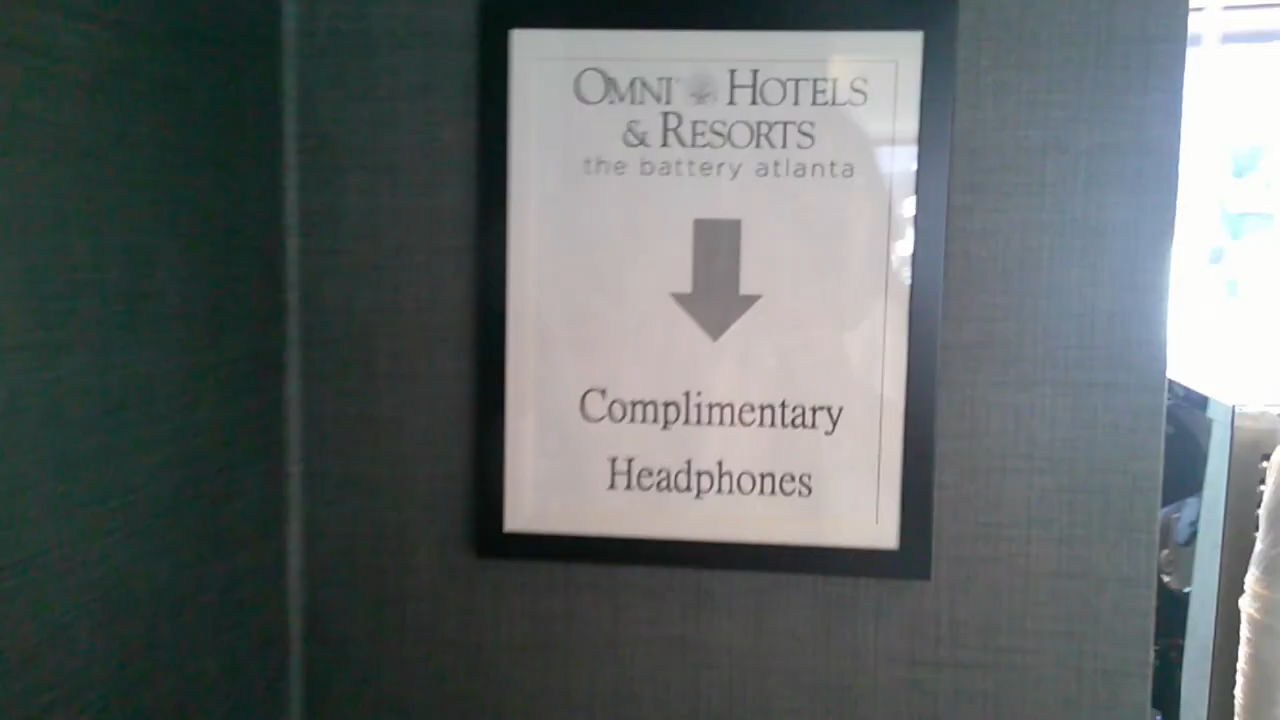 OMNI HOTELS
& RESORTS
the battery atlanta
Complimentary
Headphones